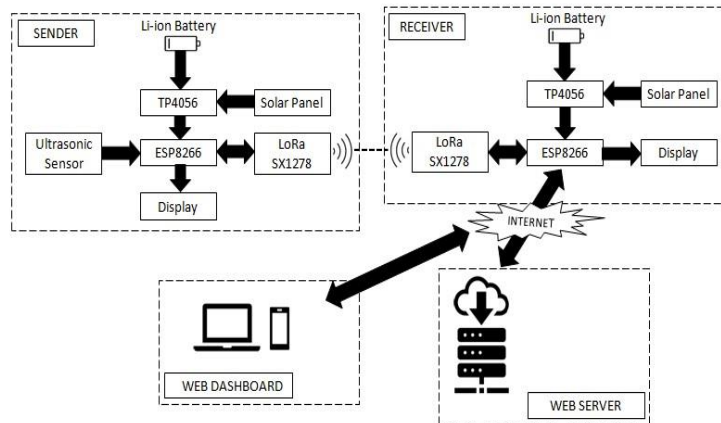 SENDER
Li-ion Battery
TP4056
Solar Panel
Ultrasonic
Sensor
ESP8266
LoRa
SX1278
Display
RECEIVER
Li-ion Battery
TP4056
Solar Panel
LoRa
SX1278
ESP8266
Display
INTERNET
WEB DASHBOARD
WEB SERVER